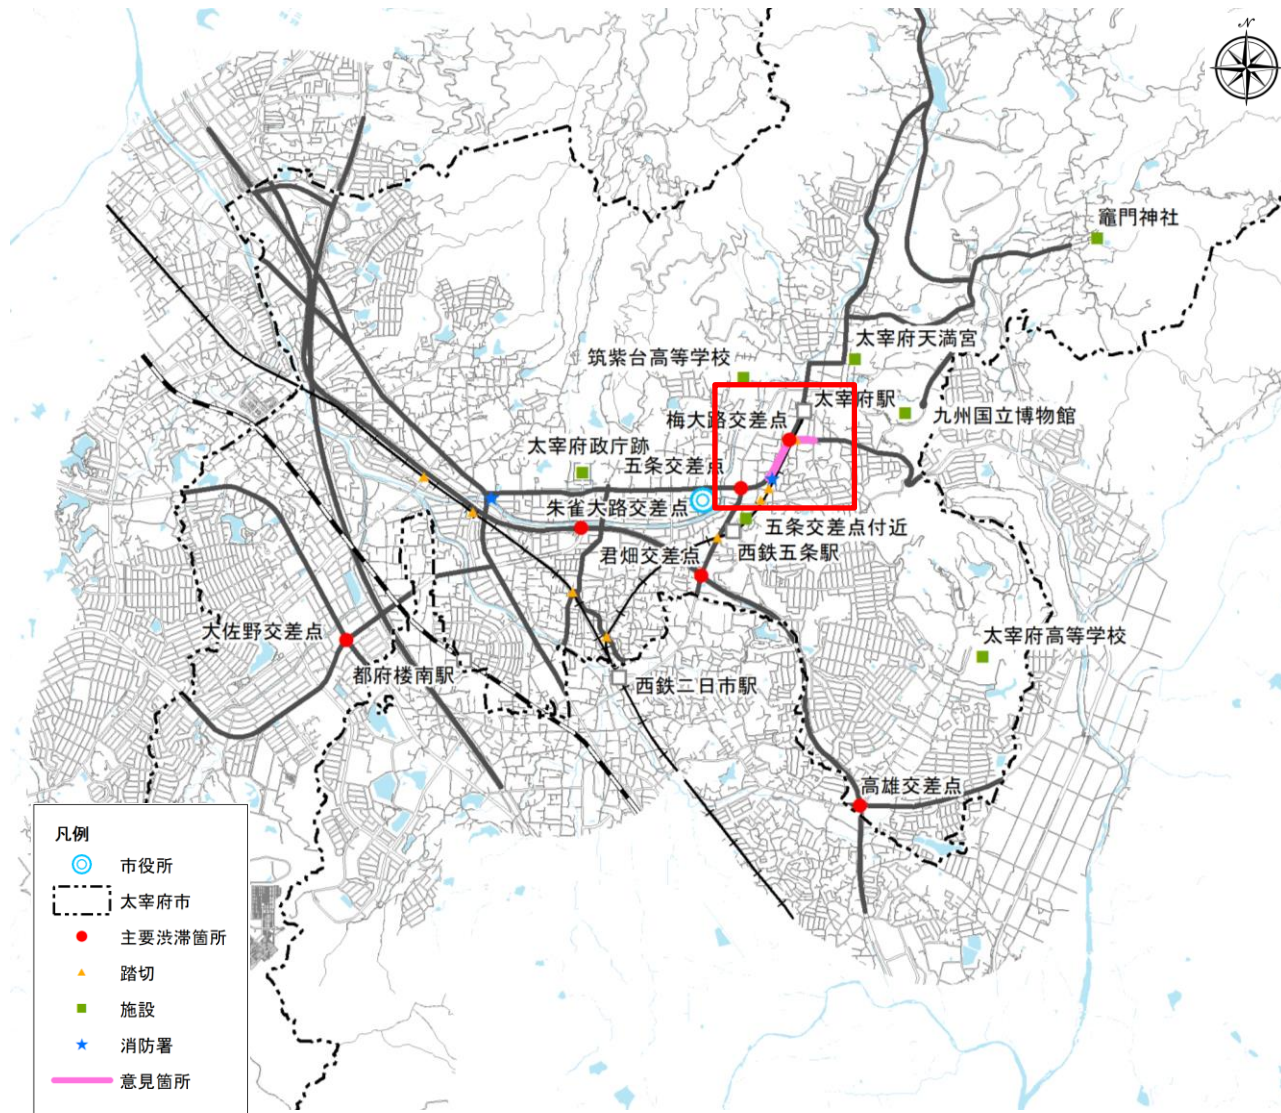 N
竈門神社
太宰府天満宮
筑紫台高等学校
太宰府駅
九州国立博物館
梅大路交差点
太宰府政庁跡
五条交差点
朱雀大路交差点
五条交差点付近
君畑交差点
西鉄五条駅
大佐野交差点
太宰府高等学校
都府楼南駅
西鉄二日市駅
高雄交差点
凡例
市役所
太宰府市
主要渋滞箇所
踏切
施設
消防署
意見箇所